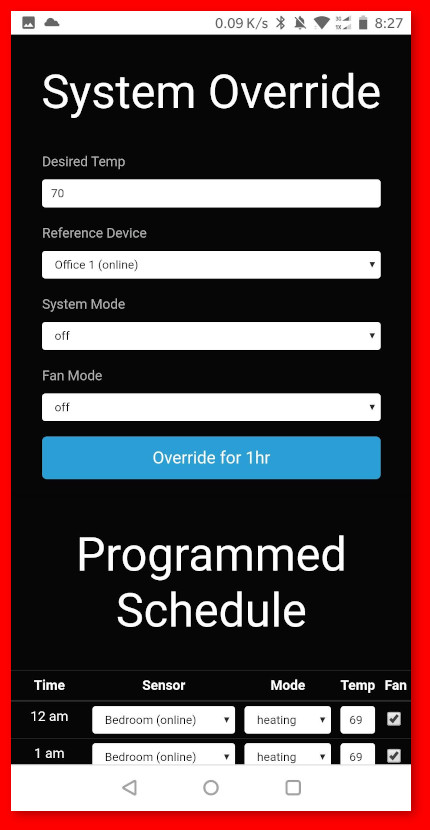 0.09 K/s 8:27
System Override
Desired Temp
70
Reference Device
Office 1 (online)
System Mode
off
Fan Mode
off
Override for 1hr
Programmed
Schedule
Time Sensor Mode Temp Fan
12 am Bedroom (online) heating 69
1 am Bedroom (online) heating 69